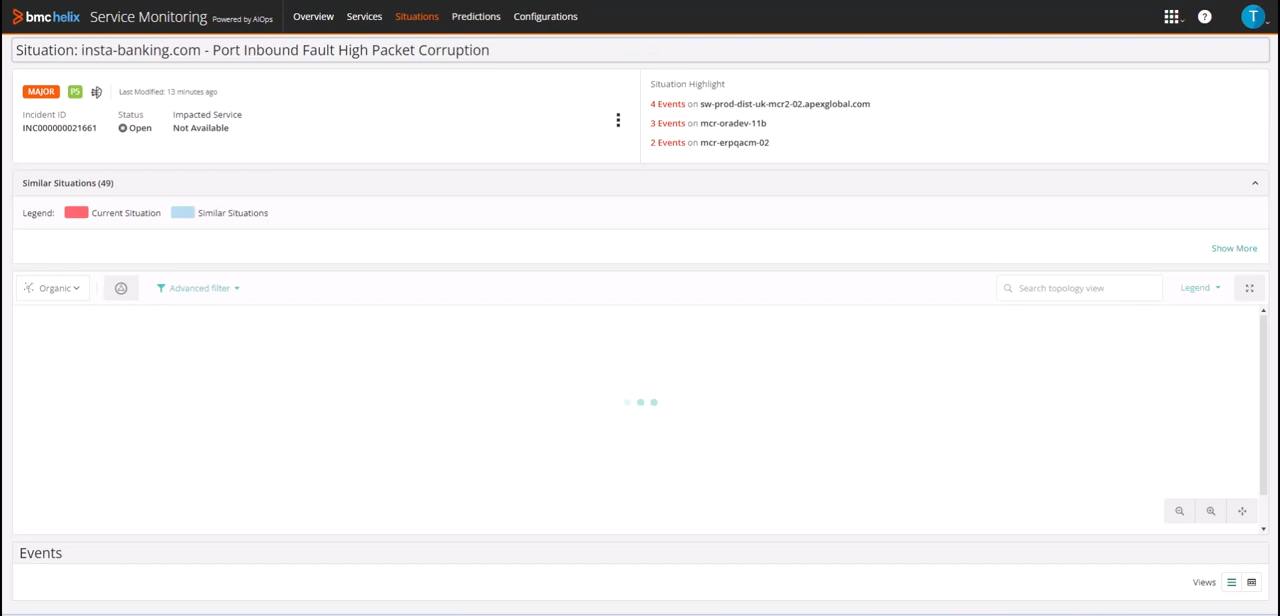 bmc helix Service Monitoring Powered by AIOps Overview Services Situations Predictions Configurations ? T
Situation: insta-banking.com - Port Inbound Fault High Packet Corruption
MAJOR P5 Last Modified: 13 minutes ago
Incident ID Status Impacted Service
INC000000021661 Open Not Available
Situation Highlight
4 Events on sw-prod-dist-uk-mcr2-02.apexglobal.com
3 Events on mcr-oradev-11b
2 Events on mcr-erpqacm-02
Similar Situations (49)
Legend: Current Situation Similar Situations
Show More
Organic Advanced filter Search topology view Legend
Events
Views